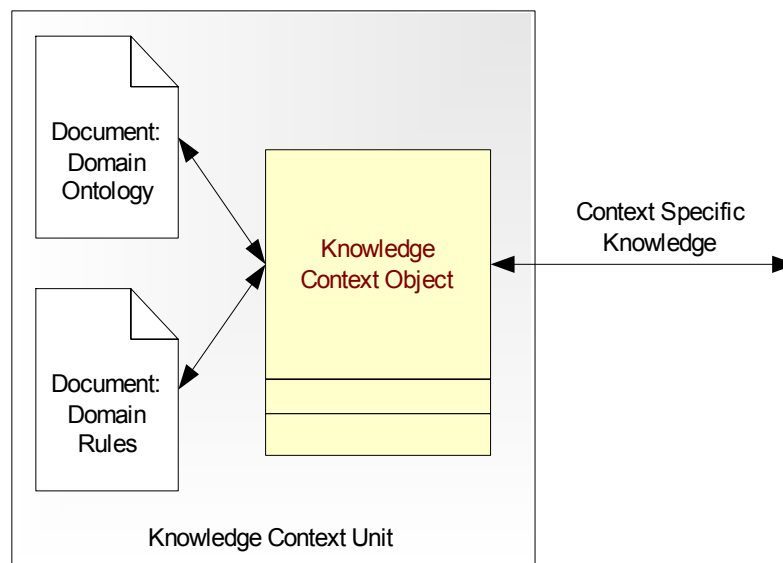 Document:
Domain
Ontology
Knowledge
Context Object
Context Specific
Knowledge
Document:
Domain
Rules
Knowledge Context Unit